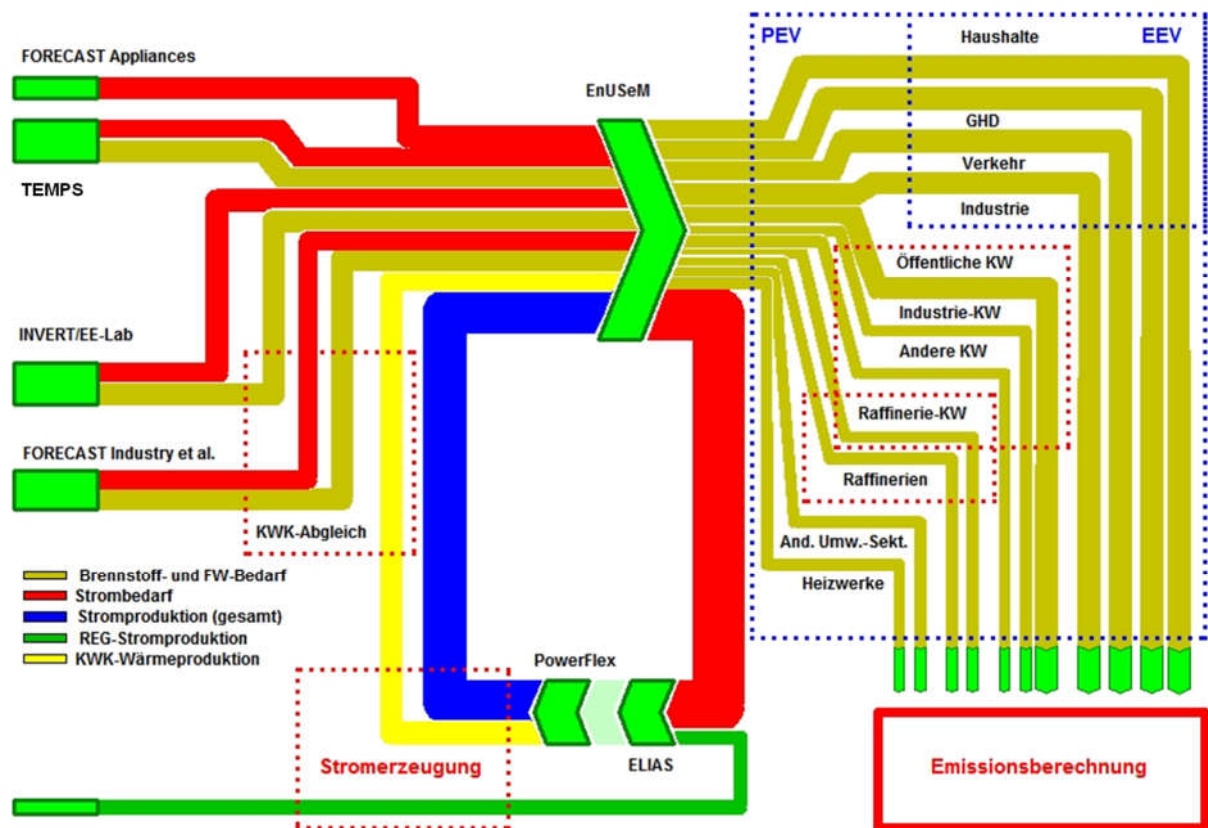 PEV
EEV
Haushalte
FORECAST Appliances
EnUSeM
GHD
Verkehr
TEMPS
Industrie
Öffentliche KW
Industrie-KW
INVERT/EE-Lab
Andere KW
Raffinerie-KW
FORECAST Industry et al.
Raffinerien
KWK-Abgleich
And. Umw.-Sekt.
Heizwerke
Brennstoff- und FW-Bedarf
Strombedarf
Stromproduktion (gesamt)
REG-Stromproduktion
KWK-Wärmeproduktion
PowerFlex
Stromerzeugung
ELIAS
Emissionsberechnung